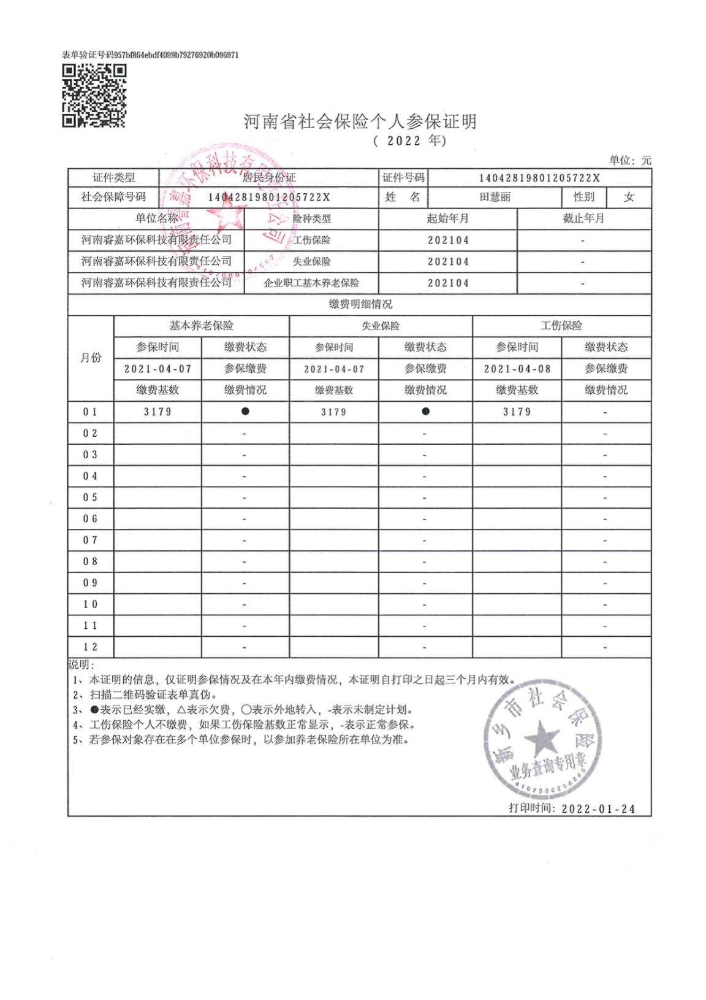 表单验证号码957bf864ebdf4099b79276920b096971
河南省社会保险个人参保证明
( 2022 年)
单位：元
证件类型 居民身份证 证件号码 14042819801205722X
社会保障号码 14042819801205722X 姓 名 田慧丽 性别 女
单位名称 险种类型 起始年月 截止年月
河南睿嘉环保科技有限责任公司 工伤保险 202104 -
河南睿嘉环保科技有限责任公司 失业保险 202104 -
河南睿嘉环保科技有限责任公司 企业职工基本养老保险 202104 -
缴费明细情况
月份 基本养老保险 失业保险 工伤保险
参保时间 缴费状态 参保时间 缴费状态 参保时间 缴费状态
2021-04-07 参保缴费 2021-04-07 参保缴费 2021-04-08 参保缴费
缴费基数 缴费情况 缴费基数 缴费情况 缴费基数 缴费情况
01 3179 ● 3179 ● 3179 -
02 - - -
03 - - -
04 - - -
05 - - -
06 - - -
07 - - -
08 - - -
09 - - -
10 - - -
11 - - -
12 - - -
说明：
1、本证明的信息，仅证明参保情况及在本年内缴费情况，本证明自打印之日起三个月内有效。
2、扫描二维码验证表单真伪。
3、●表示已经实缴，△表示欠费，○表示外地转入，-表示未制定计划。
4、工伤保险个人不缴费，如果工伤保险基数正常显示，-表示正常参保。
5、若参保对象存在在多个单位参保时，以参加养老保险所在单位为准。
打印时间：2022-01-24
河南睿嘉环保科技有限责任公司
新乡市社会保险
业务查询专用章